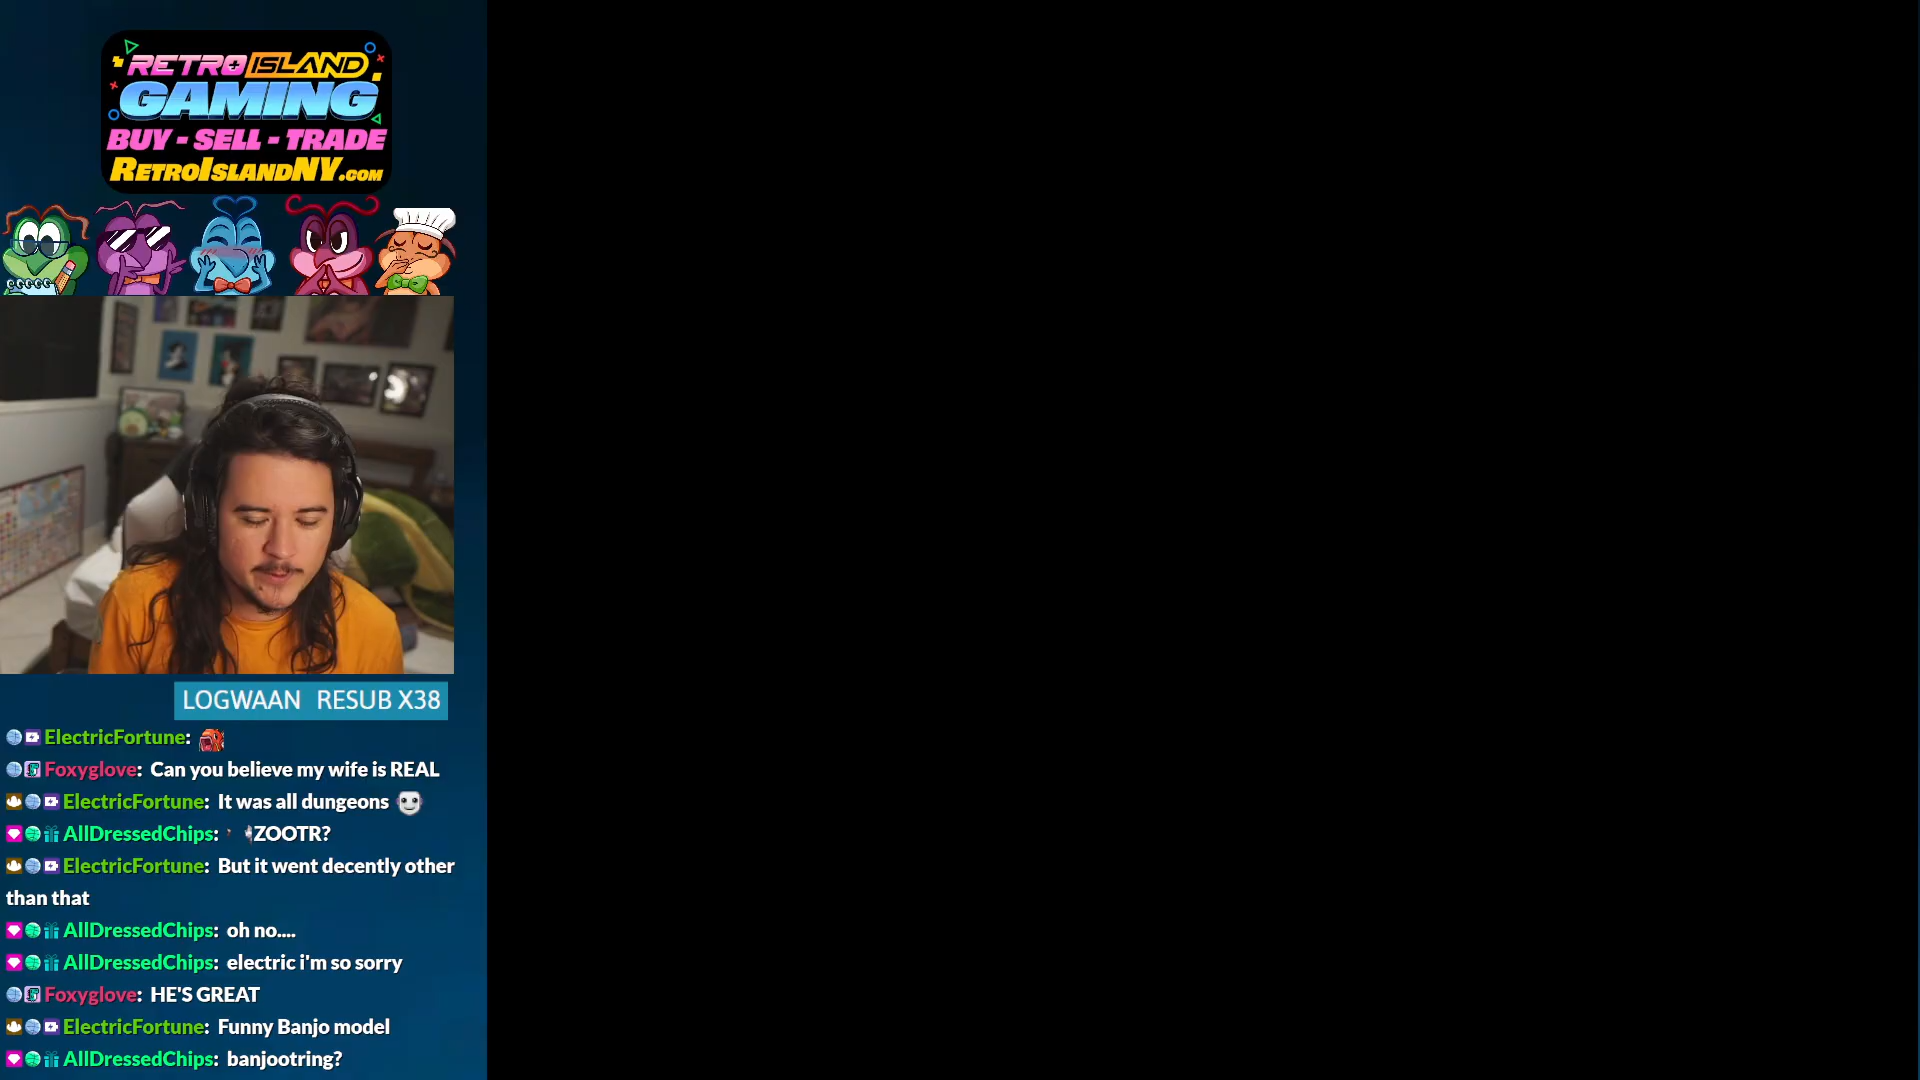 RETRO ISLAND
GAMING
BUY - SELL - TRADE
RETROISLANDNY.COM
LOGWAAN RESUB X38
ElectricFortune:
Foxyglove: Can you believe my wife is REAL
ElectricFortune: It was all dungeons
AllDressedChips: ZOOTR?
ElectricFortune: But it went decently other
than that
AllDressedChips: oh no....
AllDressedChips: electric i'm so sorry
Foxyglove: HE'S GREAT
ElectricFortune: Funny Banjo model
AllDressedChips: banjootring?